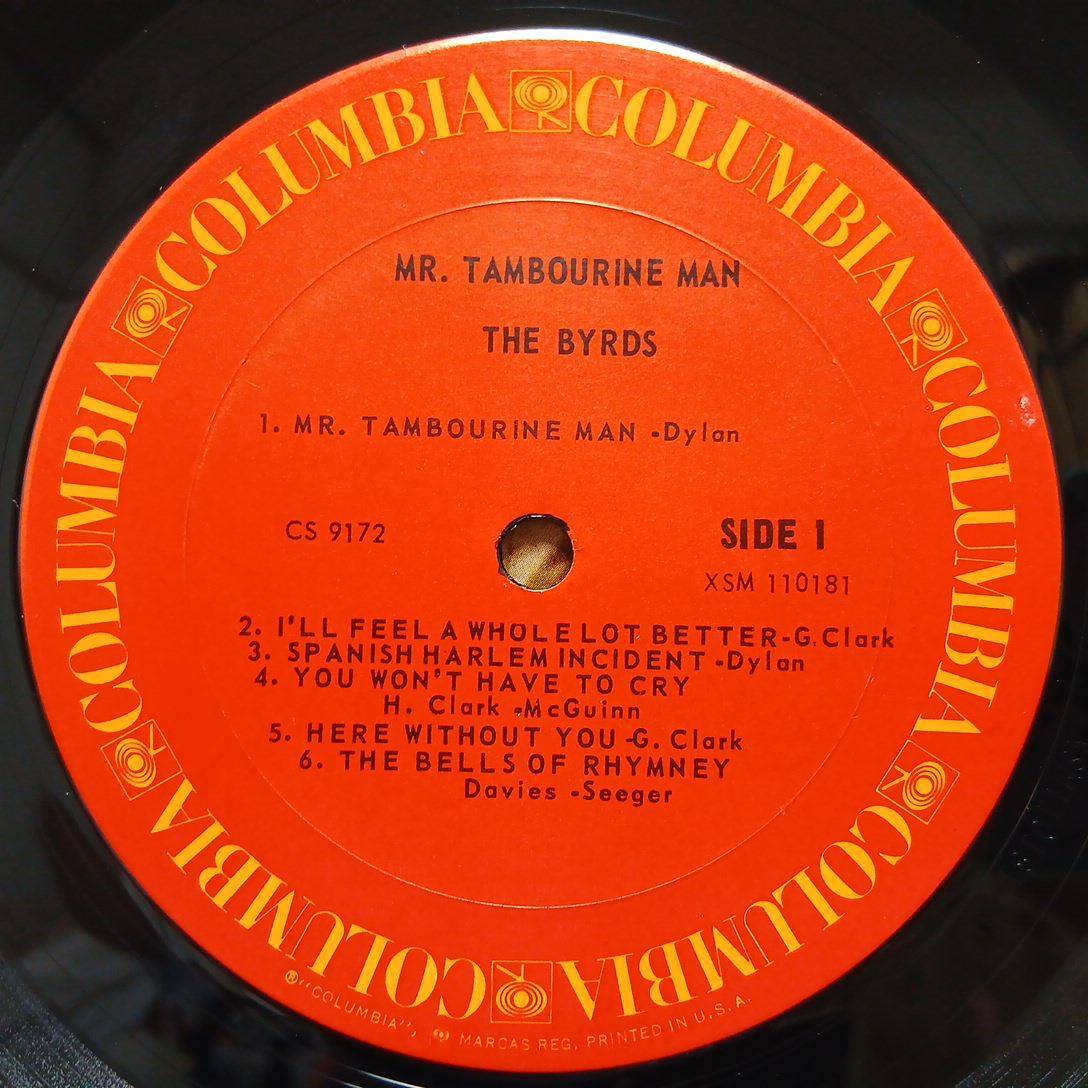 COLUMBIA COLUMBIA COLUMBIA COLUMBIA COLUMBIA COLUMBIA
MR. TAMBOURINE MAN
THE BYRDS
1. MR. TAMBOURINE MAN -Dylan
CS 9172
SIDE 1
XSM 110181
2. I'LL FEEL A WHOLE LOT BETTER-G. Clark
3. SPANISH HARLEM INCIDENT -Dylan
4. YOU WON'T HAVE TO CRY
H. Clark -McGuinn
5. HERE WITHOUT YOU -G. Clark
6. THE BELLS OF RHYMNEY
Davies -Seeger
® "COLUMBIA", MARCAS REG. PRINTED IN U.S.A.